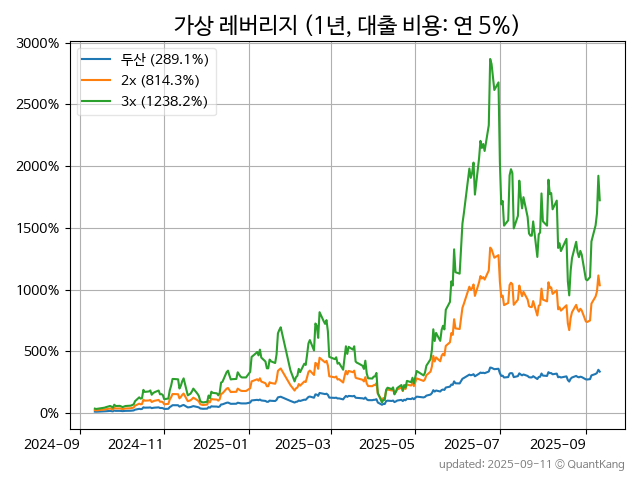 가상 레버리지 (1년, 대출 비용: 연 5%)
3000%
2500%
2000%
1500%
1000%
500%
0%
두산 (289.1%)
2x (814.3%)
3x (1238.2%)
2024-09
2024-11
2025-01
2025-03
2025-05
2025-07
2025-09
updated: 2025-09-11 © QuantKang